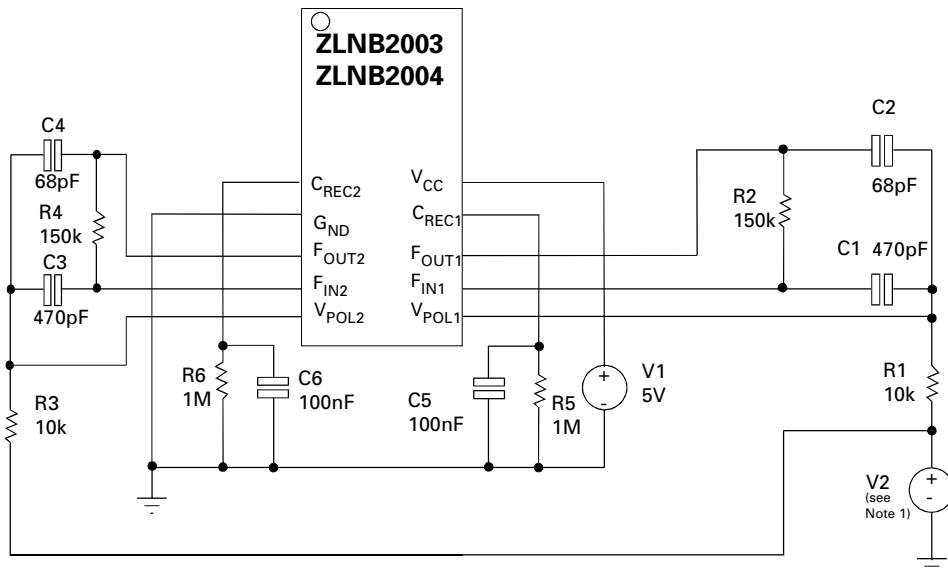 ZLNB2003
ZLNB2004
C4
68pF
R4
150k
C3
470pF
R3
10k
CREC2
GND
FOUT2
FIN2
VPOL2
VCC
CREC1
FOUT1
FIN1
VPOL1
R6
1M
C6
100nF
C5
100nF
R5
1M
+
-
V1
5V
C2
68pF
R2
150k
C1 470pF
R1
10k
V2
(see
Note 1)
+
-